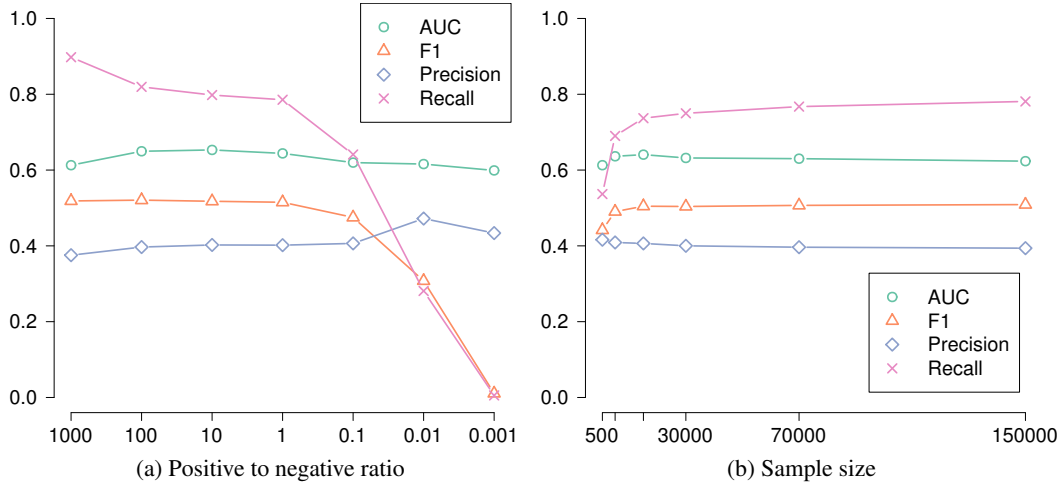 1.0
0.8
0.6
0.4
0.2
0.0
AUC
F1
Precision
Recall
1000 100 10 1 0.1 0.01 0.001
(a) Positive to negative ratio
1.0
0.8
0.6
0.4
0.2
0.0
AUC
F1
Precision
Recall
500 30000 70000 150000
(b) Sample size